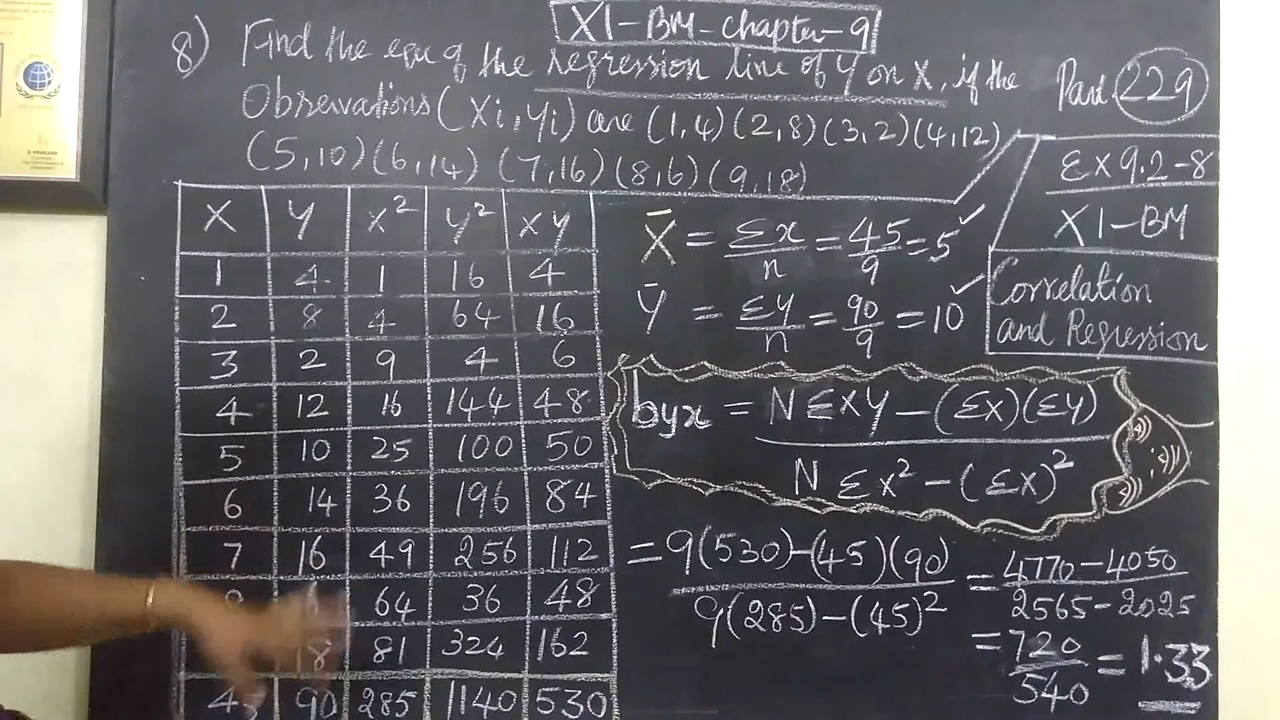 XI-BM-Chapter-9
8) Find the equ of the regression line of Y on X, if the
Obsrevations (Xi, yi) are (1,4) (2,8) (3,2) (4,12)
(5,10) (6,14) (7,16) (8,6) (9,18)
Part 229
Ex 9.2-8
XI-BM
Correlation
and Regression
X Y X² Y² XY
1 4 1 16 4
2 8 4 64 16
3 2 9 4 6
4 12 16 144 48
5 10 25 100 50
6 14 36 196 84
7 16 49 256 112
64 36 48
18 81 324 162
45 90 285 1140 530
X̄ = Σx/n = 45/9 = 5 ✓
Ȳ = Σy/n = 90/9 = 10 ✓
byx = NΣXY - (Σx)(Σy) / NΣx² - (Σx)²
= 9(530)-(45)(90) / 9(285)-(45)² = 4770-4050 / 2565-2025
= 720/540 = 1.33